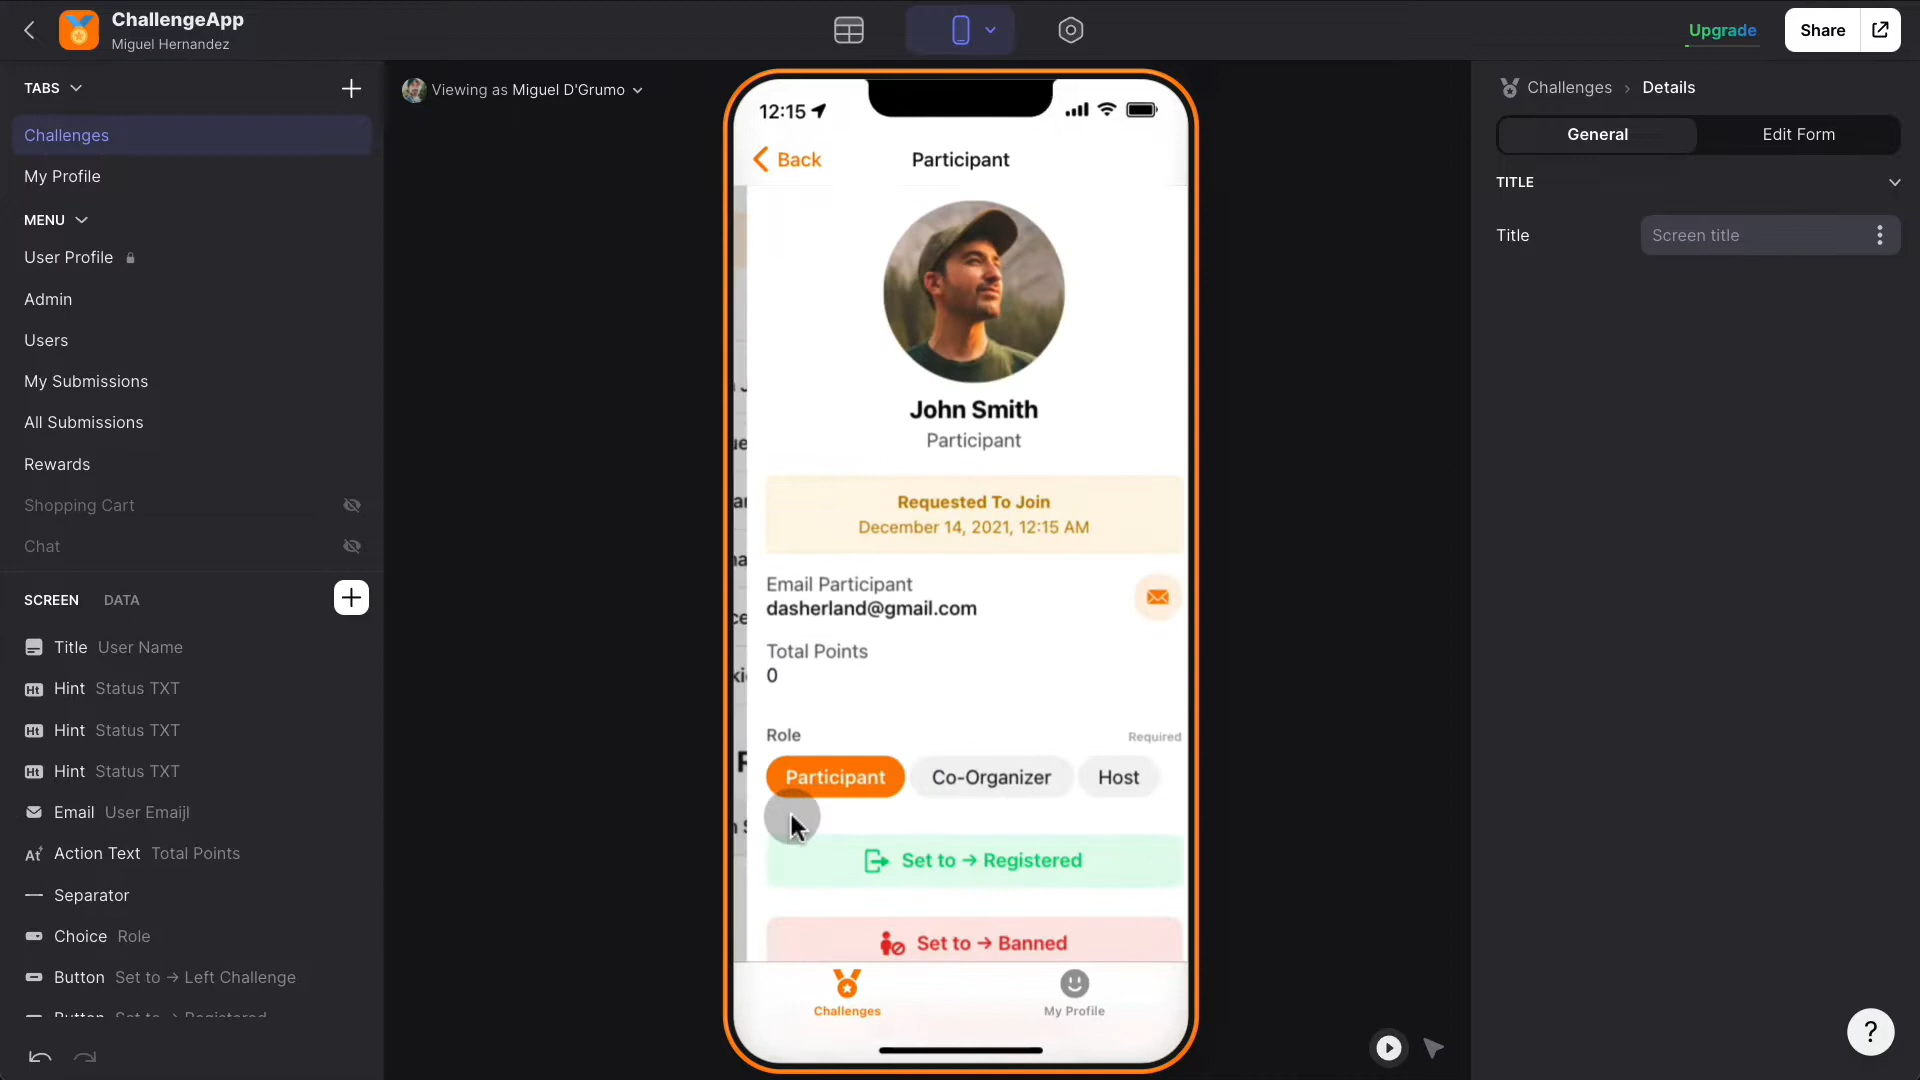 ChallengeApp
Miguel Hernandez
Upgrade
Share
TABS
Challenges
My Profile
MENU
User Profile
Admin
Users
My Submissions
All Submissions
Rewards
Shopping Cart
Chat
SCREEN DATA
Title User Name
Hint Status TXT
Hint Status TXT
Hint Status TXT
Email User Emaijl
Action Text Total Points
Separator
Choice Role
Button Set to → Left Challenge
Button Set to → Registered
Viewing as Miguel D'Grumo
12:15
Back
Participant
John Smith
Participant
Requested To Join
December 14, 2021, 12:15 AM
Email Participant
dasherland@gmail.com
Total Points
0
Role Required
Participant Co-Organizer Host
Set to → Registered
Set to → Banned
Challenges
My Profile
Challenges › Details
General Edit Form
TITLE
Title Screen title
?